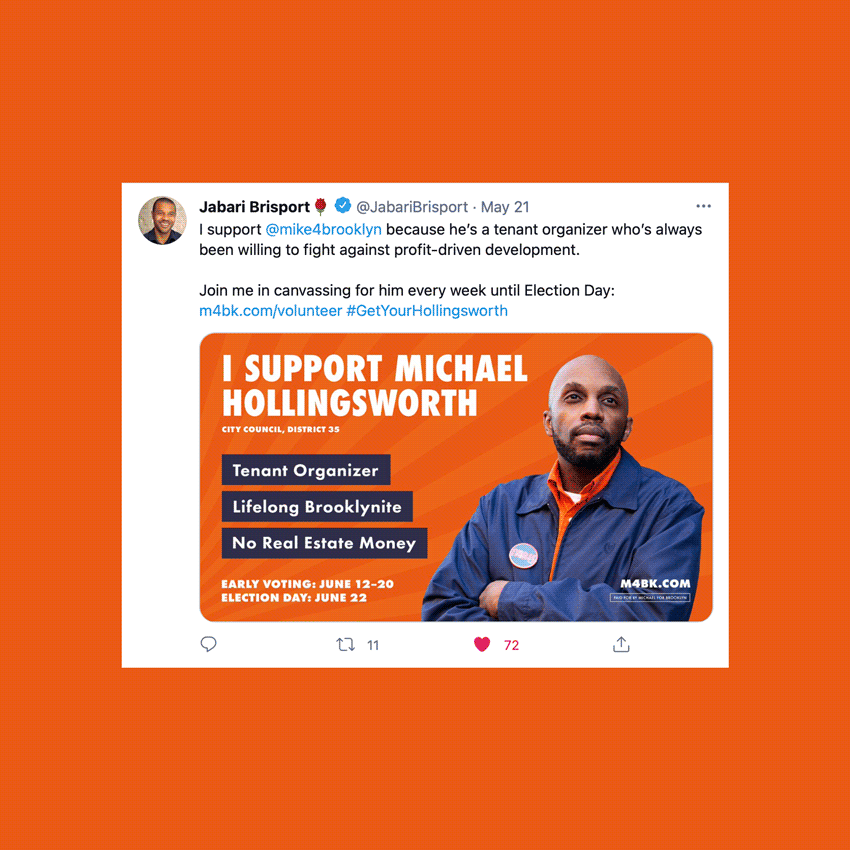 Jabari Brisport🌹 @JabariBrisport · May 21
I support @mike4brooklyn because he's a tenant organizer who's always
been willing to fight against profit-driven development.
Join me in canvassing for him every week until Election Day:
m4bk.com/volunteer #GetYourHollingsworth
I SUPPORT MICHAEL
HOLLINGSWORTH
CITY COUNCIL, DISTRICT 35
Tenant Organizer
Lifelong Brooklynite
No Real Estate Money
EARLY VOTING: JUNE 12–20
ELECTION DAY: JUNE 22
M4BK.COM
PAID FOR BY MICHAEL FOR BROOKLYN
11
72